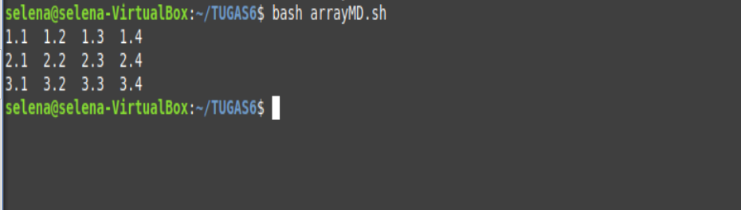 selena@selena-VirtualBox:~/TUGAS6$ bash arrayMD.sh
1.1 1.2 1.3 1.4
2.1 2.2 2.3 2.4
3.1 3.2 3.3 3.4
selena@selena-VirtualBox:~/TUGAS6$